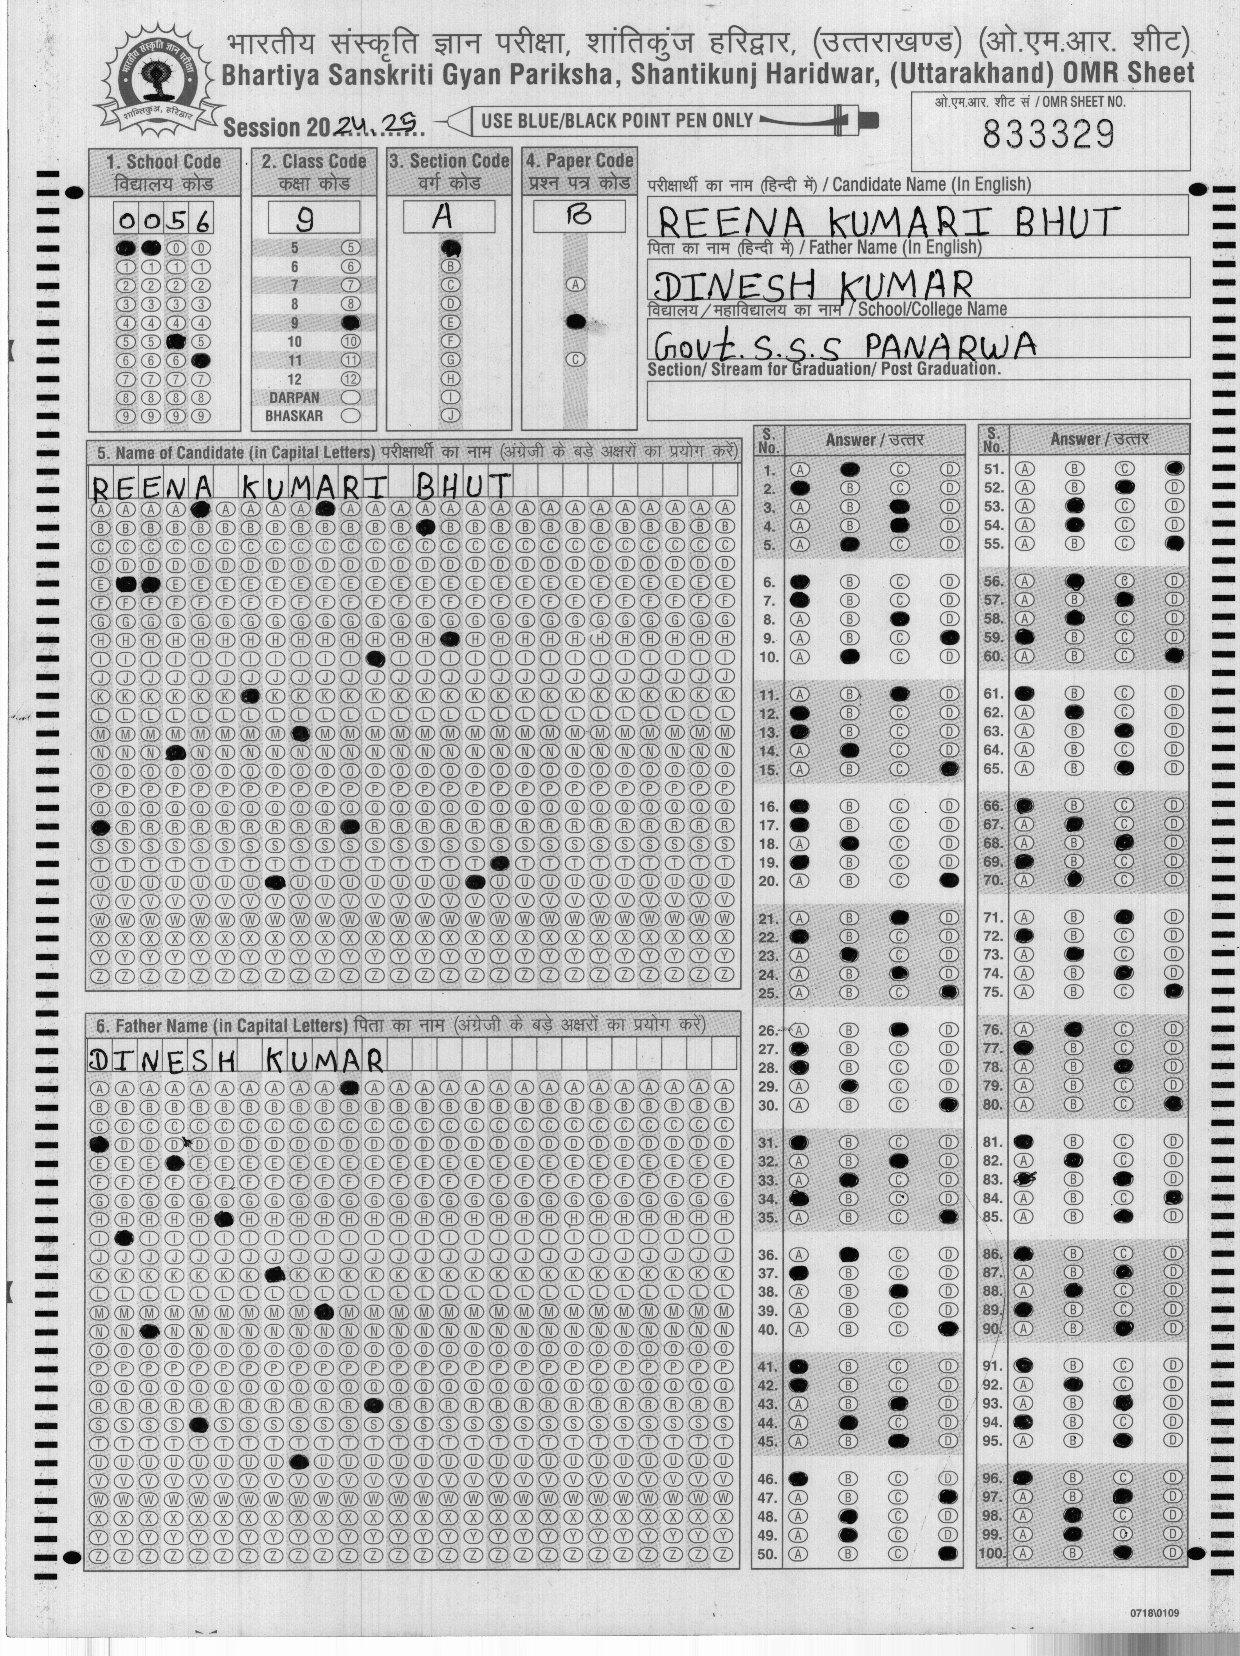 भारतीय संस्कृति ज्ञान परीक्षा, शांतिकुंज हरिद्वार, (उत्तराखण्ड) (ओ.एम.आर. शीट)
Bhartiya Sanskriti Gyan Pariksha, Shantikunj Haridwar, (Uttarakhand) OMR Sheet
Session 2024.25
USE BLUE/BLACK POINT PEN ONLY
ओ.एम.आर. शीट सं / OMR SHEET NO.
833329
1. School Code
विद्यालय कोड
0056
2. Class Code
कक्षा कोड
9
5 6 7 8 9 10 11 12 DARPAN BHASKAR
3. Section Code
वर्ग कोड
A
4. Paper Code
प्रश्न पत्र कोड
B
परीक्षार्थी का नाम (हिन्दी में) / Candidate Name (In English)
REENA KUMARI BHUT
पिता का नाम (हिन्दी में) / Father Name (In English)
DINESH KUMAR
विद्यालय / महाविद्यालय का नाम / School/College Name
Govt. S.S.S PANARWA
Section/ Stream for Graduation/ Post Graduation.
5. Name of Candidate (in Capital Letters) परीक्षार्थी का नाम (अंग्रेजी के बड़े अक्षरों का प्रयोग करें)
REENA KUMARI BHUT
6. Father Name (in Capital Letters) पिता का नाम (अंग्रेजी के बड़े अक्षरों का प्रयोग करें)
DINESH KUMAR
S. No. Answer / उत्तर
S. No. Answer / उत्तर
0718\0109